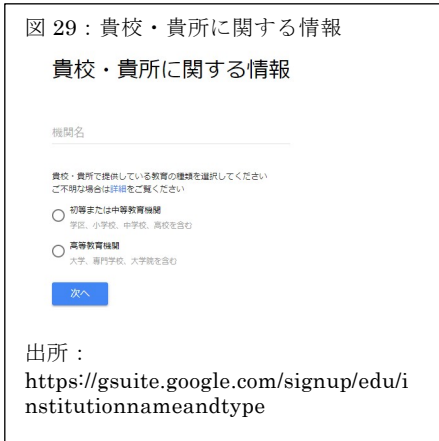 図 29：貴校・貴所に関する情報
貴校・貴所に関する情報
機関名
貴校・貴所で提供している教育の種類を選択してください
ご不明な場合は詳細をご覧ください
初等または中等教育機関
学区、小学校、中学校、高校を含む
高等教育機関
大学、専門学校、大学院を含む
次へ
出所：
https://gsuite.google.com/signup/edu/i
nstitutionnameandtype